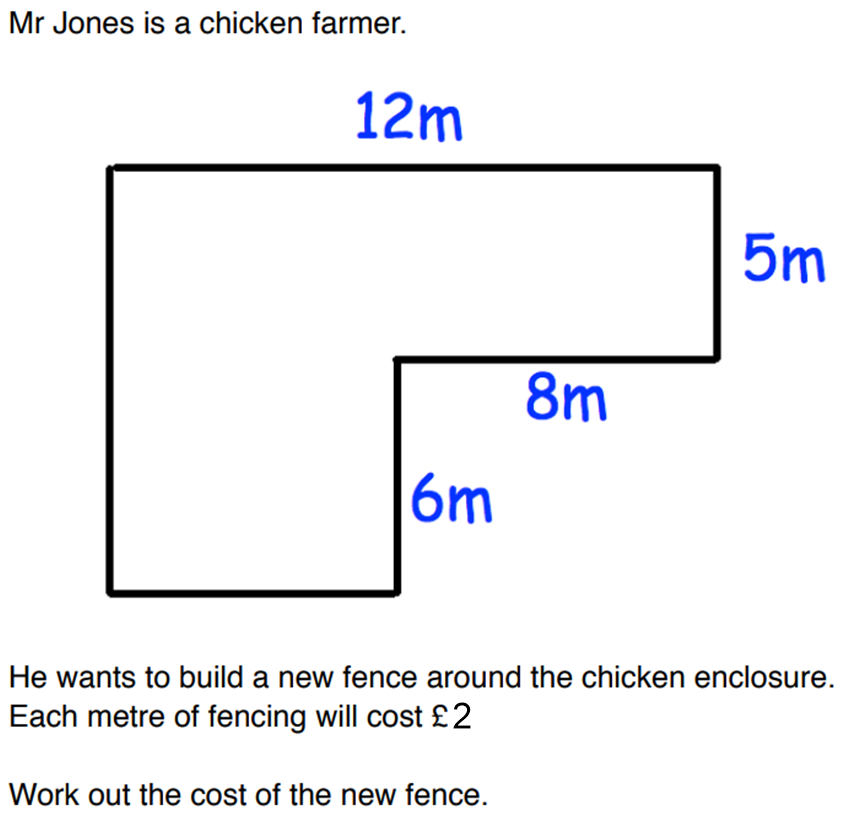 Mr Jones is a chicken farmer.
12m
5m
8m
6m
He wants to build a new fence around the chicken enclosure.
Each metre of fencing will cost £2
Work out the cost of the new fence.